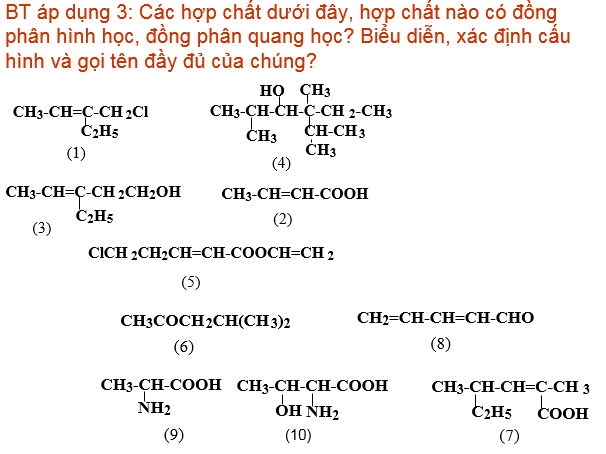 BT áp dụng 3: Các hợp chất dưới đây, hợp chất nào có đồng
phân hình học, đồng phân quang học? Biểu diễn, xác định cấu
hình và gọi tên đầy đủ của chúng?
HO CH3
CH3-CH=C-CH2Cl CH3-CH-CH-C-CH2-CH3
C2H5 CH3 CH-CH3
CH3
(1) (4)
CH3-CH=C-CH2CH2OH CH3-CH=CH-COOH
C2H5
(3) (2)
ClCH2CH2CH=CH-COOCH=CH2
(5)
CH3COCH2CH(CH3)2 CH2=CH-CH=CH-CHO
(6) (8)
CH3-CH-COOH CH3-CH-CH-COOH CH3-CH-CH=C-CH3
NH2 OH NH2 C2H5 COOH
(9) (10) (7)